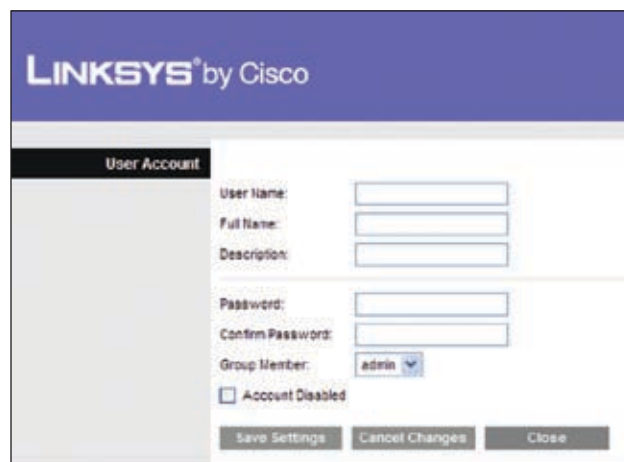 LINKSYS® by Cisco
User Account
User Name:
Full Name:
Description:
Password:
Confirm Password:
Group Member: admin
Account Disabled
Save Settings Cancel Changes Close